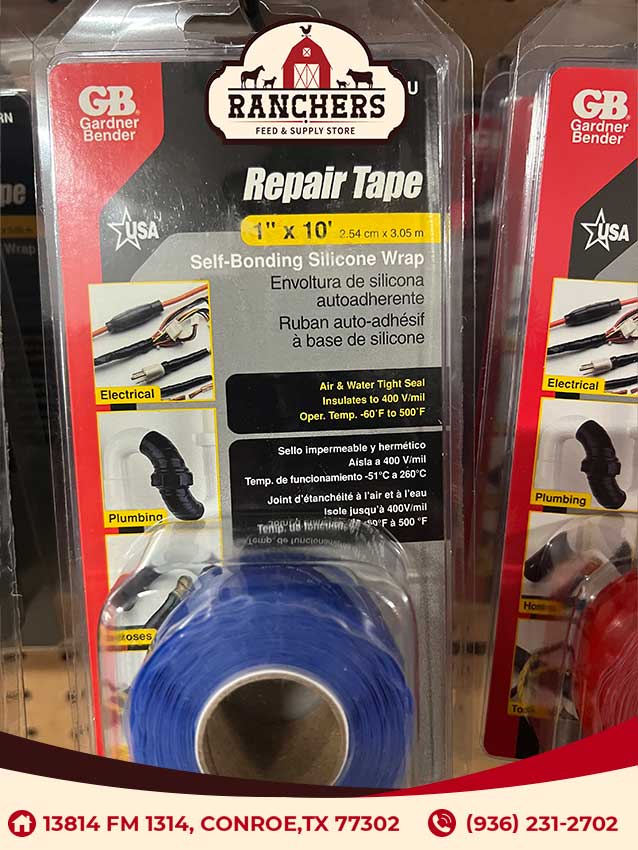 RN
U
RANCHERS
FEED & SUPPLY STORE
GB
Gardner
Bender
GB
Gardner
Bender
Repair Tape
1" x 10' 2.54 cm x 3.05 m
USA
USA
Self-Bonding Silicone Wrap
Envoltura de silicona
autoadherente
Ruban auto-adhésif
à base de silicone
Electrical
Electrical
Air & Water Tight Seal
Insulates to 400 V/mil
Oper. Temp. -60°F to 500°F
Sello impermeable y hermético
Aísla a 400 V/mil
Temp. de funcionamiento -51°C a 260°C
Joint d'étanchéité à l'air et à l'eau
Isole jusqu'à 400V/mil
-60°F à 500 °F
Plumbing
Plumbing
13814 FM 1314, CONROE,TX 77302
(936) 231-2702